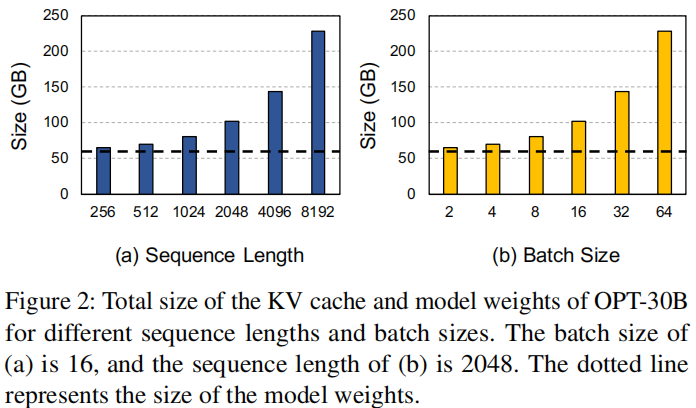 250
200
150
100
50
0
Size (GB)
256 512 1024 2048 4096 8192
(a) Sequence Length
250
200
150
100
50
0
Size (GB)
2 4 8 16 32 64
(b) Batch Size
Figure 2: Total size of the KV cache and model weights of OPT-30B
for different sequence lengths and batch sizes. The batch size of
(a) is 16, and the sequence length of (b) is 2048. The dotted line
represents the size of the model weights.